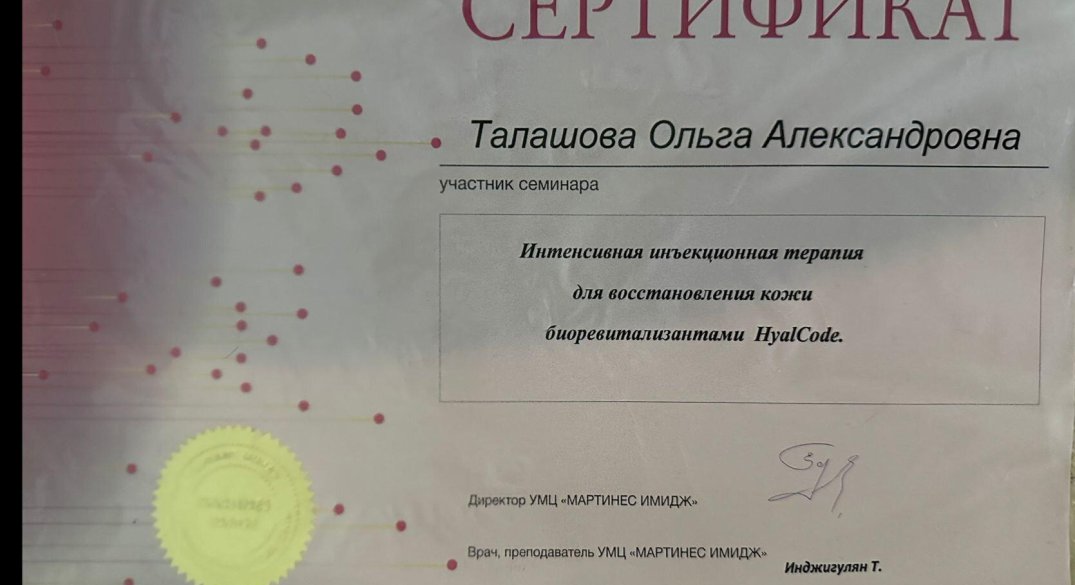 СЕРТИФИКАТ
Талашова Ольга Александровна
участник семинара
Интенсивная инъекционная терапия
для восстановления кожи
биоревитализантами HyalCode.
Директор УМЦ «МАРТИНЕС ИМИДЖ»
Врач, преподаватель УМЦ «МАРТИНЕС ИМИДЖ»
Инджигулян Т.